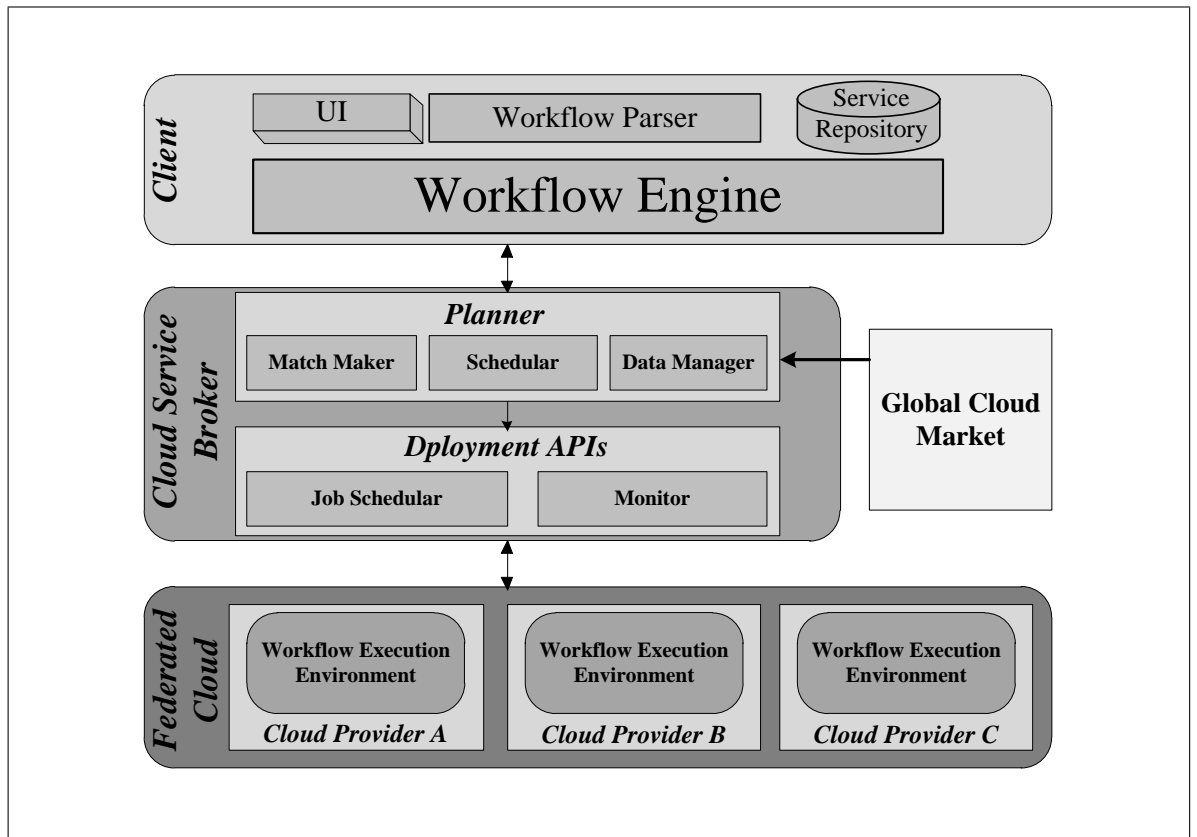 Client
UI
Workflow Parser
Service
Repository
Workflow Engine
Cloud Service
Broker
Planner
Match Maker
Schedular
Data Manager
Dployment APIs
Job Schedular
Monitor
Global Cloud
Market
Federated
Cloud
Workflow Execution
Environment
Cloud Provider A
Workflow Execution
Environment
Cloud Provider B
Workflow Execution
Environment
Cloud Provider C